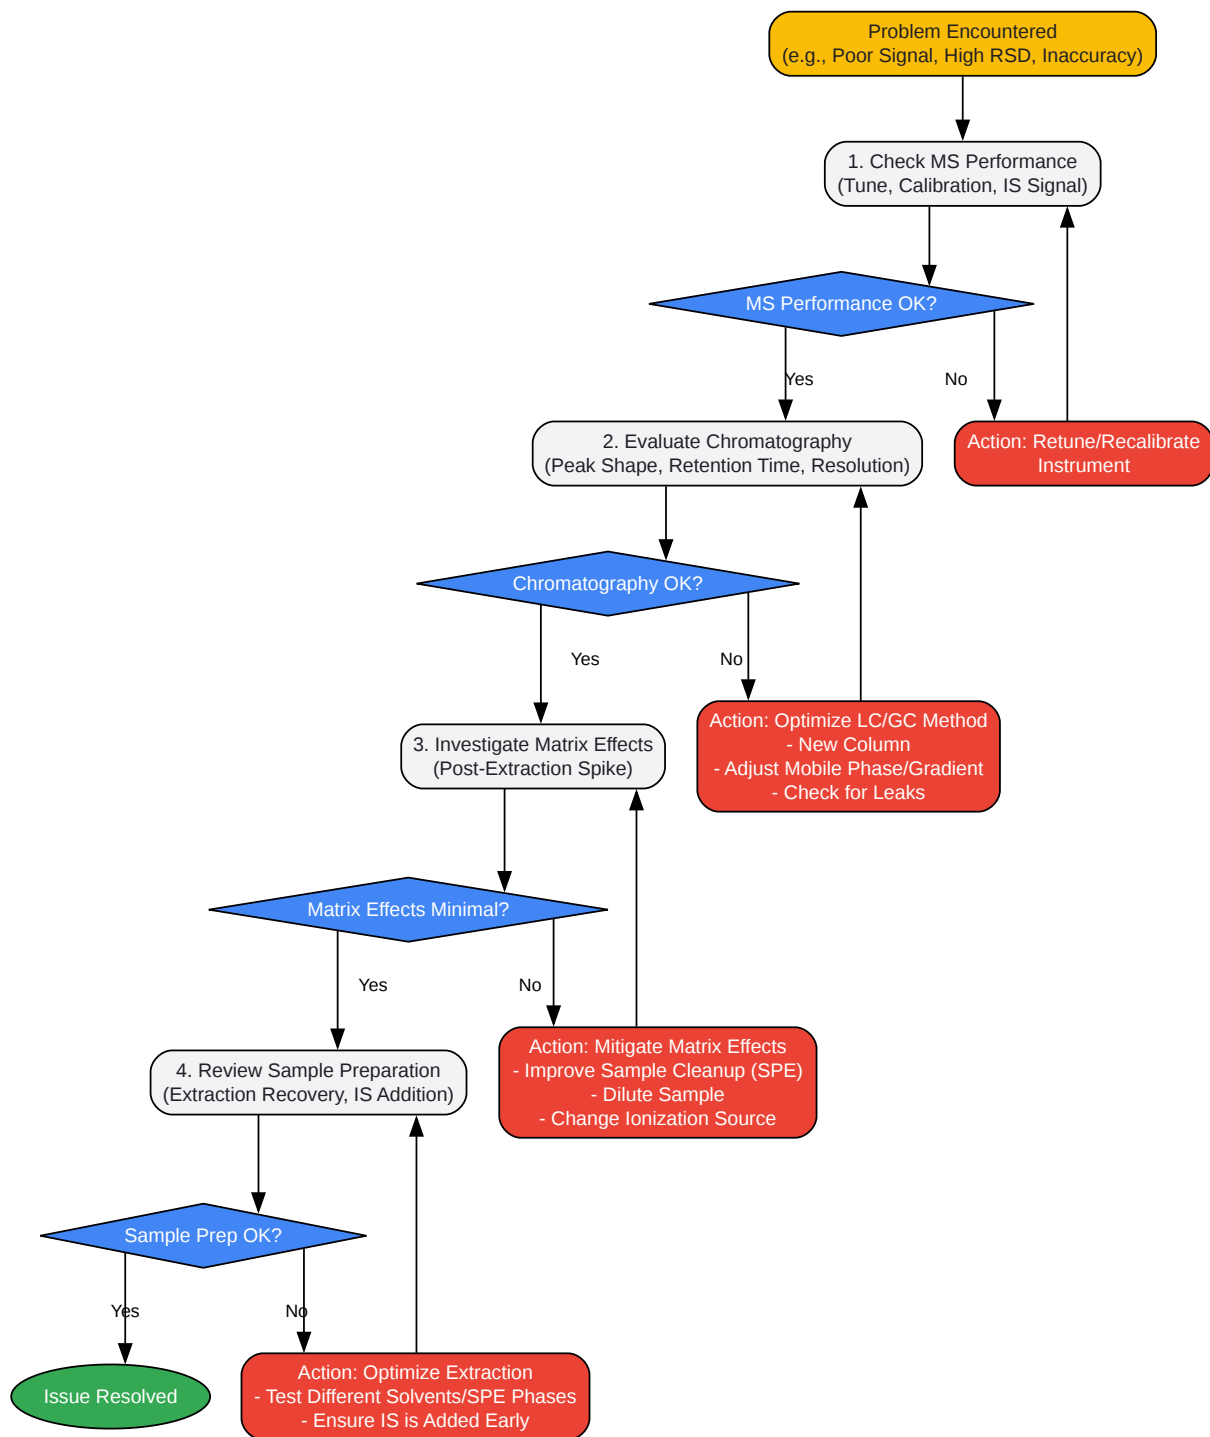 Problem Encountered
(e.g., Poor Signal, High RSD, Inaccuracy)
1. Check MS Performance
(Tune, Calibration, IS Signal)
MS Performance OK?
Yes
No
2. Evaluate Chromatography
(Peak Shape, Retention Time, Resolution)
Action: Retune/Recalibrate
Instrument
Chromatography OK?
Yes
No
3. Investigate Matrix Effects
(Post-Extraction Spike)
Action: Optimize LC/GC Method
- New Column
- Adjust Mobile Phase/Gradient
- Check for Leaks
Matrix Effects Minimal?
Yes
No
4. Review Sample Preparation
(Extraction Recovery, IS Addition)
Action: Mitigate Matrix Effects
- Improve Sample Cleanup (SPE)
- Dilute Sample
- Change Ionization Source
Sample Prep OK?
Yes
No
Issue Resolved
Action: Optimize Extraction
- Test Different Solvents/SPE Phases
- Ensure IS is Added Early